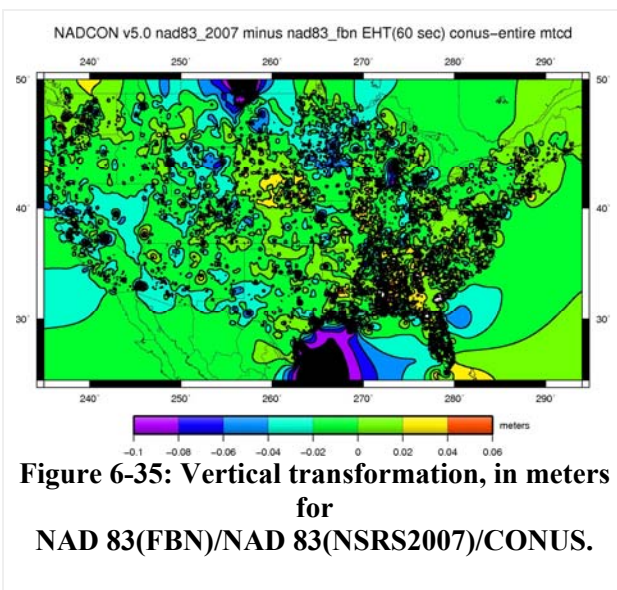 NADCON v5.0 nad83_2007 minus nad83_fbn EHT(60 sec) conus–entire mtcd
240˚ 250˚ 260˚ 270˚ 280˚ 290˚
50˚ 50˚
40˚ 40˚
30˚ 30˚
240˚ 250˚ 260˚ 270˚ 280˚ 290˚
meters
−0.1 −0.08 −0.06 −0.04 −0.02 0 0.02 0.04 0.06
Figure 6-35: Vertical transformation, in meters
for
NAD 83(FBN)/NAD 83(NSRS2007)/CONUS.